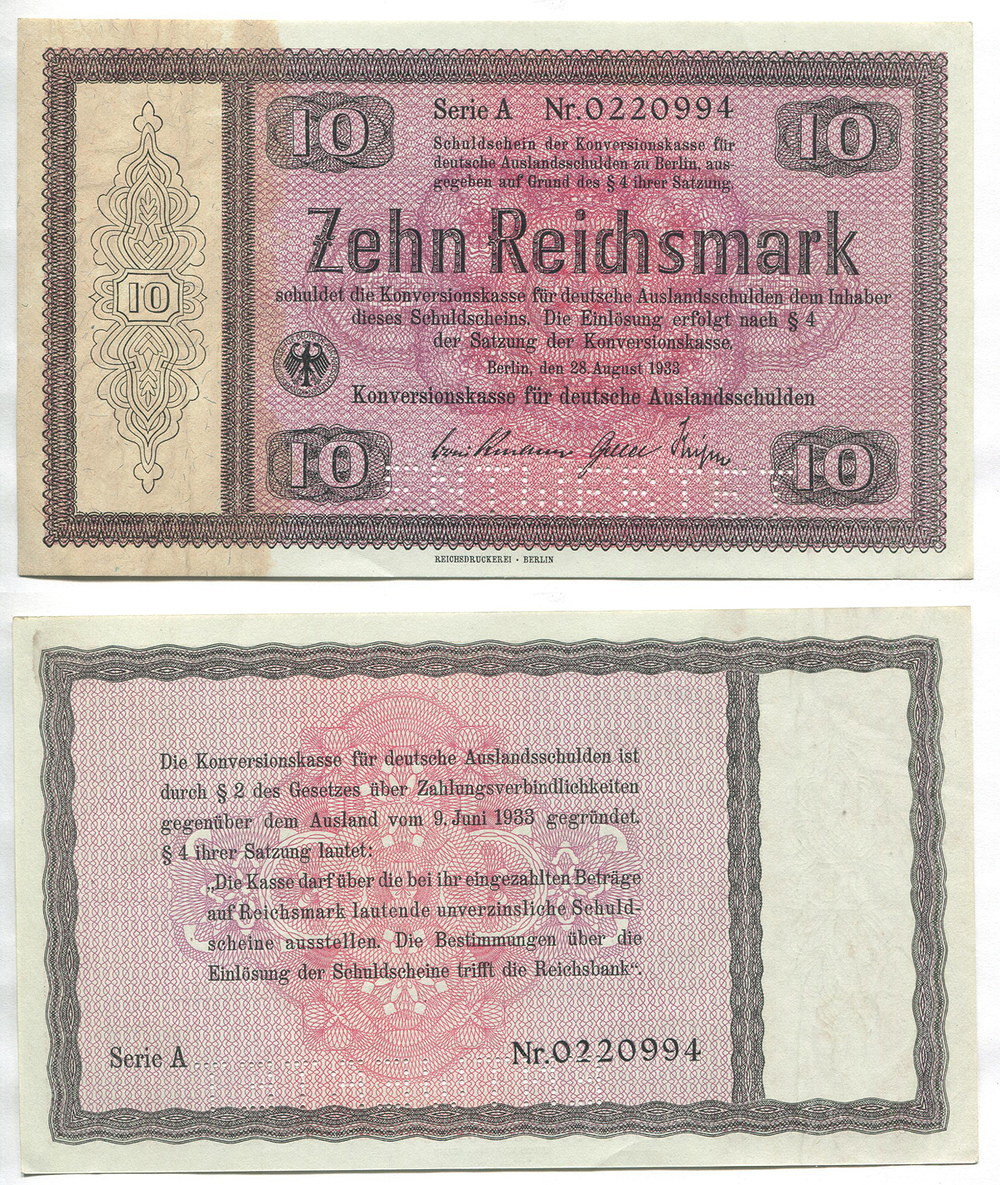 10
10
Serie A Nr.0220994
Schuldschein der Konversionskasse für
deutsche Auslandsschulden zu Berlin, aus-
gegeben auf Grund des § 4 ihrer Satzung.
Zehn Reichsmark
schuldet die Konversionskasse für deutsche Auslandsschulden dem Inhaber
dieses Schuldscheins. Die Einlösung erfolgt nach § 4
der Satzung der Konversionskasse.
10
Berlin, den 28. August 1933
Konversionskasse für deutsche Auslandsschulden
10
10
REICHSDRUCKEREI · BERLIN
Die Konversionskasse für deutsche Auslandsschulden ist
durch § 2 des Gesetzes über Zahlungsverbindlichkeiten
gegenüber dem Ausland vom 9. Juni 1933 gegründet.
§ 4 ihrer Satzung lautet:
„Die Kasse darf über die bei ihr eingezahlten Beträge
auf Reichsmark lautende unverzinsliche Schuld-
scheine ausstellen. Die Bestimmungen über die
Einlösung der Schuldscheine trifft die Reichsbank“.
Serie A Nr.0220994